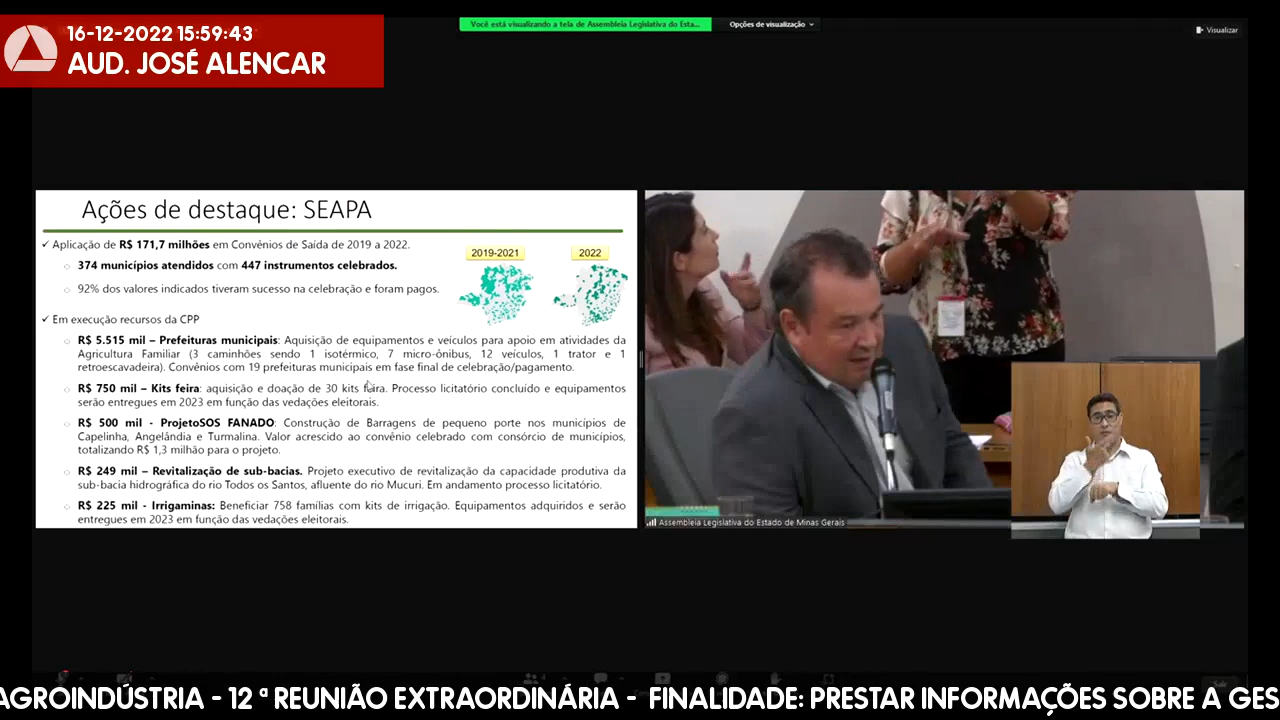 Você está visualizando a tela de Assembleia Legislativa do Esta...
Opções de visualização
Visualizar
16-12-2022 15:59:43
AUD. JOSÉ ALENCAR
Ações de destaque: SEAPA
✓ Aplicação de R$ 171,7 milhões em Convênios de Saída de 2019 a 2022.
374 municípios atendidos com 447 instrumentos celebrados.
92% dos valores indicados tiveram sucesso na celebração e foram pagos.
2019-2021
2022
✓ Em execução recursos da CPP
R$ 5.515 mil – Prefeituras municipais: Aquisição de equipamentos e veículos para apoio em atividades da
Agricultura Familiar (3 caminhões sendo 1 isotérmico, 7 micro-ônibus, 12 veículos, 1 trator e 1
retroescavadeira). Convênios com 19 prefeituras municipais em fase final de celebração/pagamento.
R$ 750 mil – Kits feira: aquisição e doação de 30 kits feira. Processo licitatório concluído e equipamentos
serão entregues em 2023 em função das vedações eleitorais.
R$ 500 mil - ProjetoSOS FANADO: Construção de Barragens de pequeno porte nos municípios de
Capelinha, Angelândia e Turmalina. Valor acrescido ao convênio celebrado com consórcio de municípios,
totalizando R$ 1,3 milhão para o projeto.
R$ 249 mil – Revitalização de sub-bacias. Projeto executivo de revitalização da capacidade produtiva da
sub-bacia hidrográfica do rio Todos os Santos, afluente do rio Mucuri. Em andamento processo licitatório.
R$ 225 mil - Irrigaminas: Beneficiar 758 famílias com kits de irrigação. Equipamentos adquiridos e serão
entregues em 2023 em função das vedações eleitorais.
Assembleia Legislativa do Estado de Minas Gerais
AGROINDÚSTRIA - 12 ª REUNIÃO EXTRAORDINÁRIA - FINALIDADE: PRESTAR INFORMAÇÕES SOBRE A GES